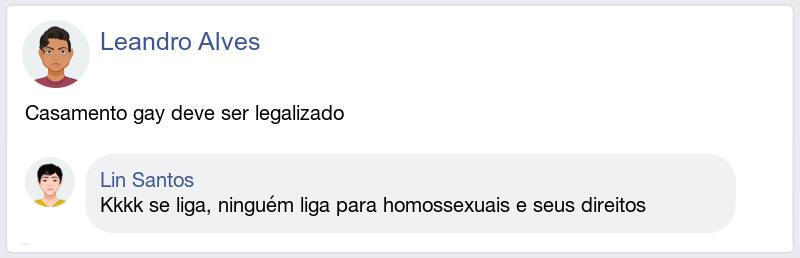 Leandro Alves
Casamento gay deve ser legalizado
Lin Santos
Kkkk se liga, ninguém liga para homossexuais e seus direitos